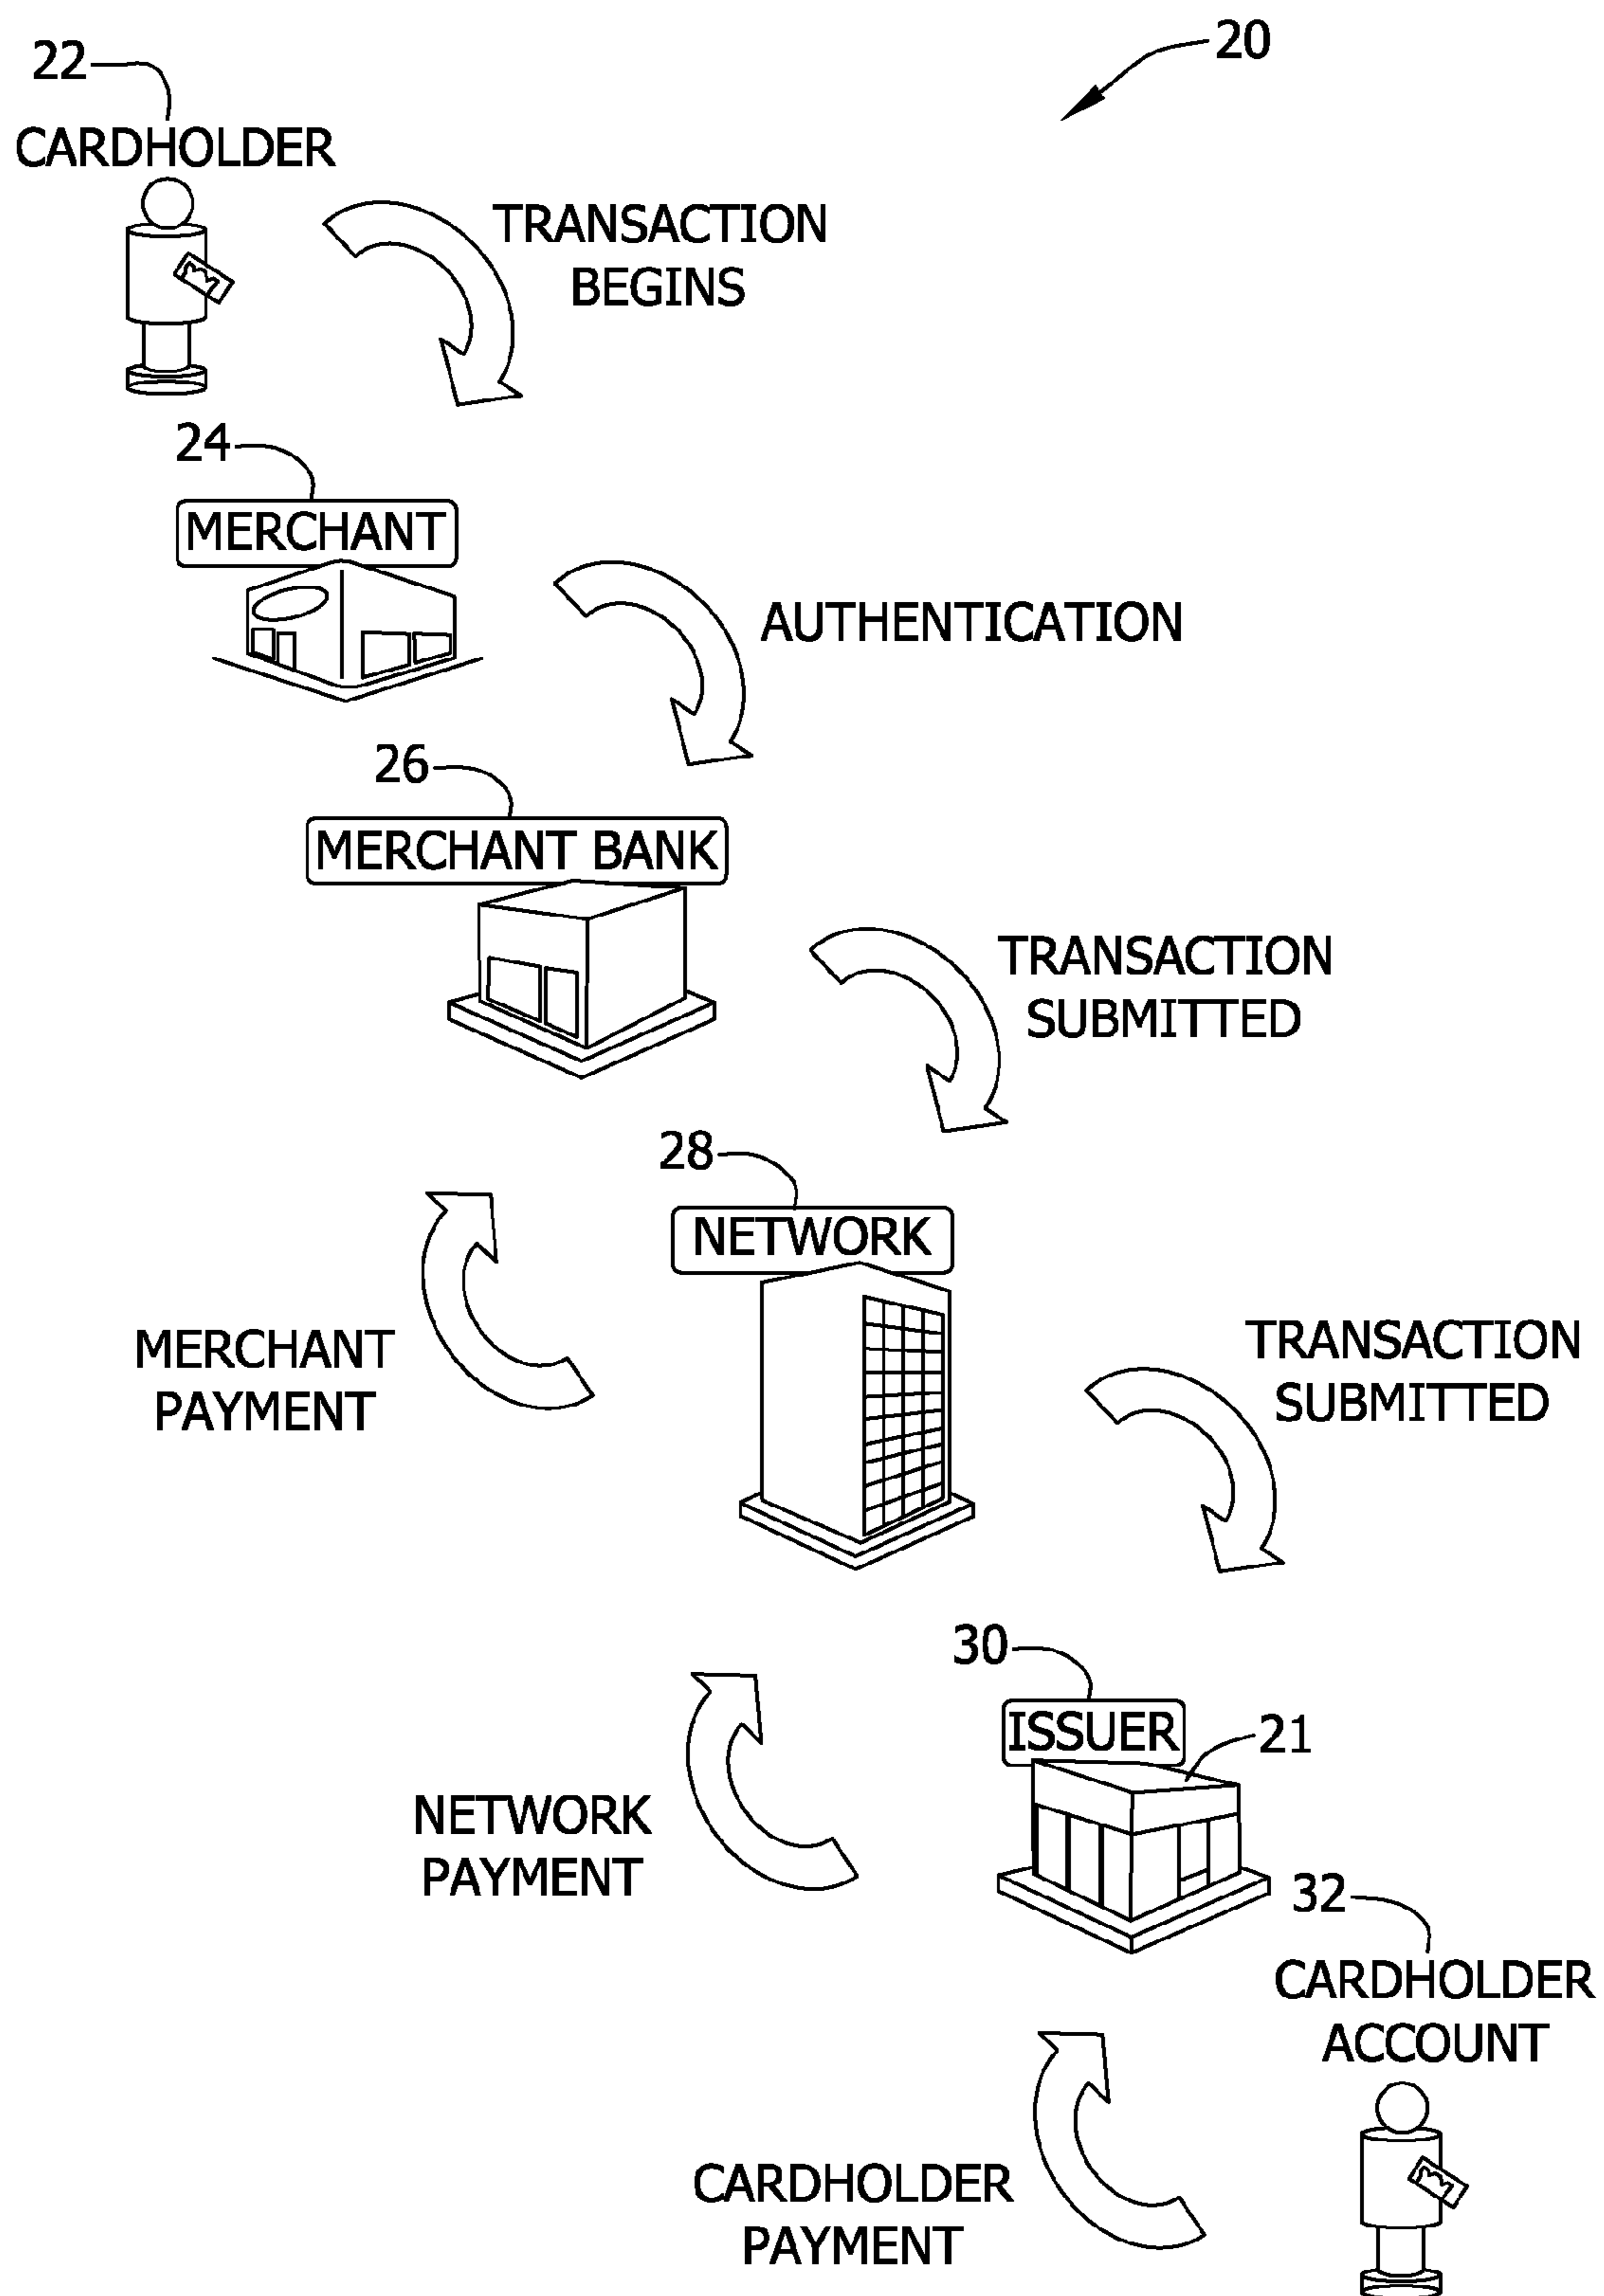 20
22
CARDHOLDER
TRANSACTION
BEGINS
24
MERCHANT
AUTHENTICATION
26
MERCHANT BANK
TRANSACTION
SUBMITTED
28
NETWORK
MERCHANT
PAYMENT
TRANSACTION
SUBMITTED
30
ISSUER
21
NETWORK
PAYMENT
32
CARDHOLDER
ACCOUNT
CARDHOLDER
PAYMENT